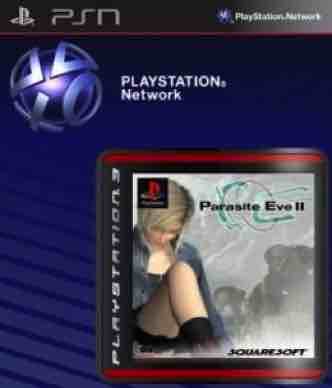 PSN
PlayStation.Network
PLAYSTATION®
Network
PLAYSTATION 3
Parasite Eve II
SQUARESOFT